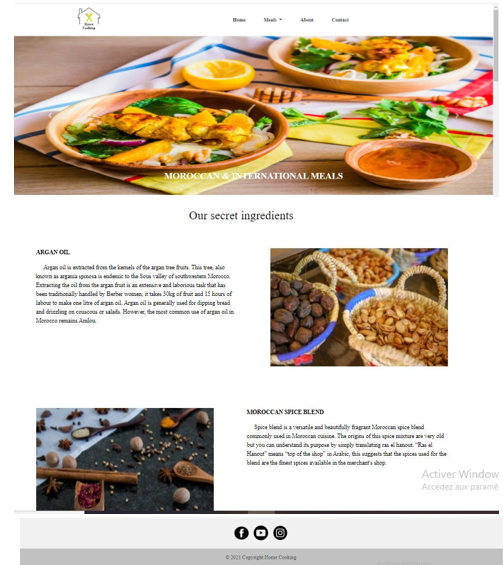 Home
Cooking
Home
Meals
About
Contact
MOROCCAN & INTERNATIONAL MEALS
Our secret ingredients
ARGAN OIL
Argan oil is extracted from the kernels of the argan tree fruits. This tree, also
known as argania spinosa is endemic to the Sous valley of southwestern Morocco.
Extracting the oil from the argan fruit is an extensive and laborious task that has
been traditionally handled by Berber women; it takes 30kg of fruit and 15 hours of
labour to make one litre of argan oil. Argan oil is generally used for dipping bread
and drizzling on couscous or salads. However, the most common use of argan oil in
Morocco remains Amlou.
MOROCCAN SPICE BLEND
Spice blend is a versatile and beautifully fragrant Moroccan spice blend
commonly used in Moroccan cuisine. The origins of this spice mixture are very old
but you can understand its purpose by simply translating ras el hanout. “Ras el
Hanout” means “top of the shop” in Arabic, this suggests that the spices used for the
blend are the finest spices available in the merchant's shop.
Activer Window
Accédez aux paramè
© 2021 Copyright Home Cooking